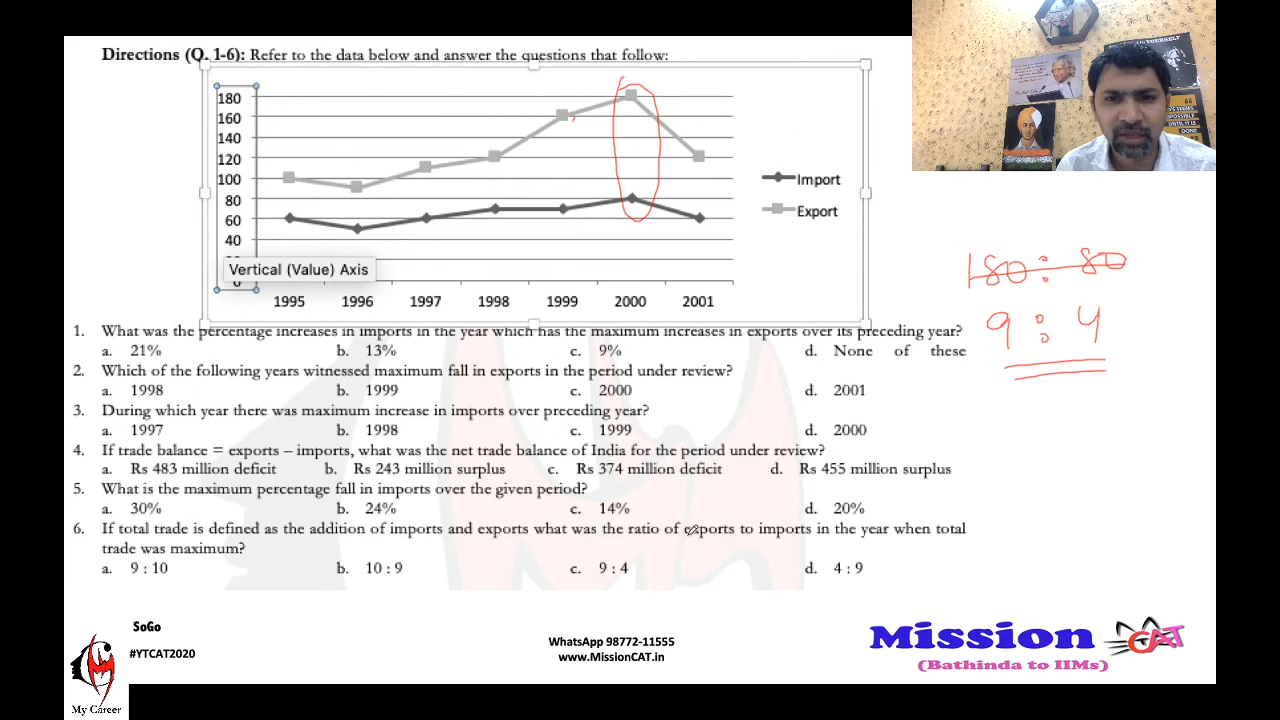 Directions (Q. 1-6): Refer to the data below and answer the questions that follow:
180
160
140
120
100
80
60
40
Vertical (Value) Axis
1995 1996 1997 1998 1999 2000 2001
Import
Export
180 : 80
9 : 4
1. What was the percentage increases in imports in the year which has the maximum increases in exports over its preceding year?
a. 21% b. 13% c. 9% d. None of these
2. Which of the following years witnessed maximum fall in exports in the period under review?
a. 1998 b. 1999 c. 2000 d. 2001
3. During which year there was maximum increase in imports over preceding year?
a. 1997 b. 1998 c. 1999 d. 2000
4. If trade balance = exports – imports, what was the net trade balance of India for the period under review?
a. Rs 483 million deficit b. Rs 243 million surplus c. Rs 374 million deficit d. Rs 455 million surplus
5. What is the maximum percentage fall in imports over the given period?
a. 30% b. 24% c. 14% d. 20%
6. If total trade is defined as the addition of imports and exports what was the ratio of exports to imports in the year when total
trade was maximum?
a. 9 : 10 b. 10 : 9 c. 9 : 4 d. 4 : 9
SoGo
#YTCAT2020
My Career
WhatsApp 98772-11555
www.MissionCAT.in
Mission CAT
(Bathinda to IIMs)